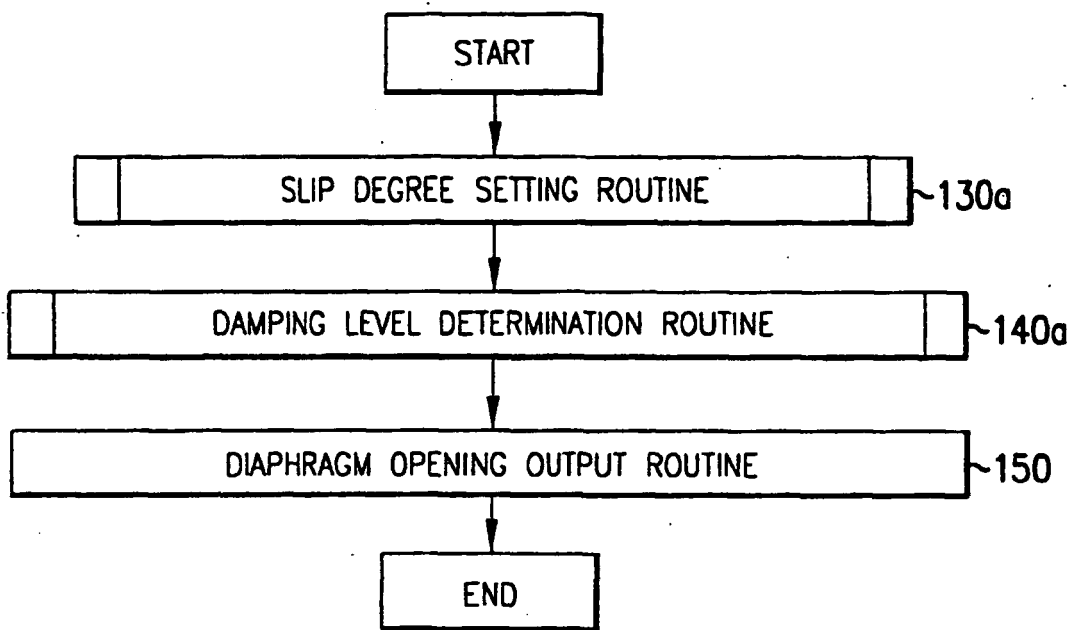 START
SLIP DEGREE SETTING ROUTINE
~130a
DAMPING LEVEL DETERMINATION ROUTINE
~140a
DIAPHRAGM OPENING OUTPUT ROUTINE
~150
END